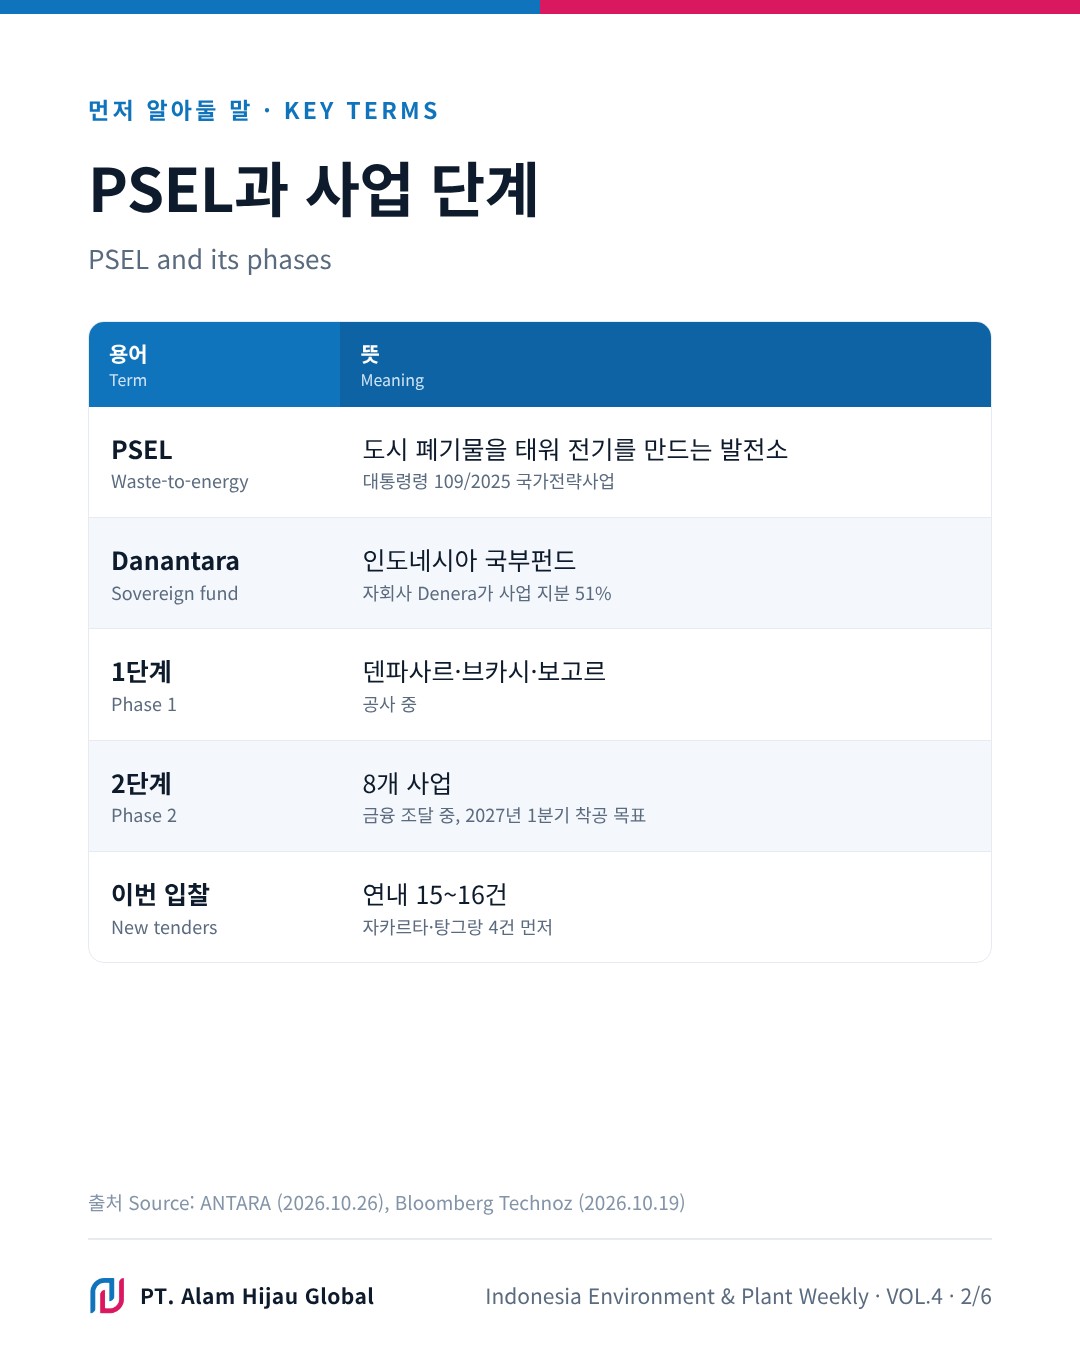 먼저 알아둘 말 · KEY TERMS
PSEL과 사업 단계
PSEL and its phases
용어
Term
뜻
Meaning
PSEL
Waste-to-energy
도시 폐기물을 태워 전기를 만드는 발전소
대통령령 109/2025 국가전략사업
Danantara
Sovereign fund
인도네시아 국부펀드
자회사 Denera가 사업 지분 51%
1단계
Phase 1
덴파사르·브카시·보고르
공사 중
2단계
Phase 2
8개 사업
금융 조달 중, 2027년 1분기 착공 목표
이번 입찰
New tenders
연내 15~16건
자카르타·탕그랑 4건 먼저
출처 Source: ANTARA (2026.10.26), Bloomberg Technoz (2026.10.19)
PT. Alam Hijau Global
Indonesia Environment & Plant Weekly · VOL.4 · 2/6